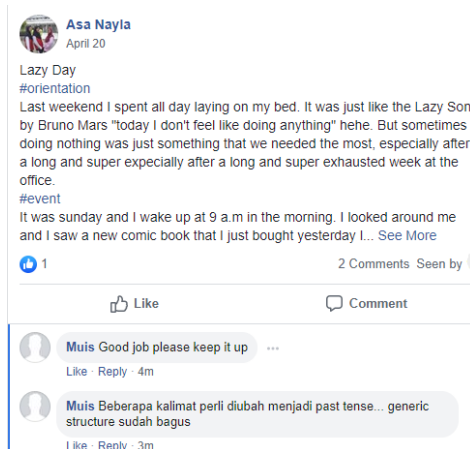 Asa Nayla
April 20
Lazy Day
#orientation
Last weekend I spent all day laying on my bed. It was just like the Lazy Son
by Bruno Mars "today I don't feel like doing anything" hehe. But sometimes
doing nothing was just something that we needed the most, especially after
a long and super expecially after a long and super exhausted week at the
office.
#event
It was sunday and I wake up at 9 a.m in the morning. I looked around me
and I saw a new comic book that I just bought yesterday I... See More
1
2 Comments Seen by
Like
Comment
Muis Good job please keep it up
Like · Reply · 4m
Muis Beberapa kalimat perli diubah menjadi past tense... generic
structure sudah bagus
Like · Reply · 3m